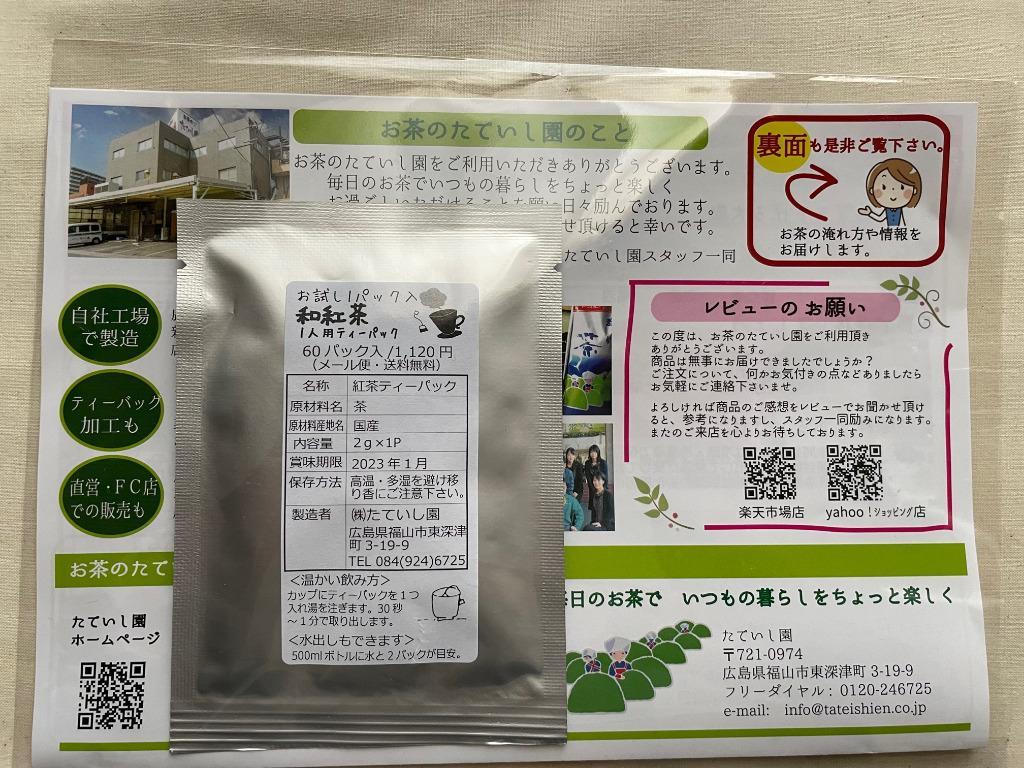 お茶のたていし園のこと
お茶のたていし園をご利用いただきありがとうございます。
毎日のお茶でいつもの暮らしをちょっと楽しく
お過ごしいただけることを願い日々励んでおります。
せ頂けると幸いです。
たていし園スタッフ一同
裏面も是非ご覧下さい。
お茶の淹れ方や情報を
お届けします。
自社工場
で製造
ティーバッグ
加工も
直営・FC店
での販売も
お試し1パック入
和紅茶
1人用ティーパック
60パック入/1,120円
(メール便・送料無料)
名称 紅茶ティーパック
原材料名 茶
原材料産地名 国産
内容量 2g×1P
賞味期限 2023年1月
保存方法 高温・多湿を避け移
り香にご注意下さい。
製造者 ㈱たていし園
広島県福山市東深津
町3-19-9
TEL 084(924)6725
<温かい飲み方>
カップにティーパックを1つ
入れ湯を注ぎます。30秒
~1分で取り出します。
<水出しもできます>
500mlボトルに水と2パックが目安。
レビューの お願い
この度は、お茶のたていし園をご利用頂き
ありがとうございます。
商品は無事にお届けできましたでしょうか?
ご注文について、何かお気付きの点などありましたら
お気軽にご連絡下さいませ。
よろしければ商品のご感想をレビューでお聞かせ頂け
ると、参考になりますし、スタッフ一同励みになります。
またのご来店を心よりお待ちしております。
楽天市場店
yahoo!ショッピング店
お茶のたて
たていし園
ホームページ
毎日のお茶で いつもの暮らしをちょっと楽しく
たていし園
〒721-0974
広島県福山市東深津町3-19-9
フリーダイヤル:0120-246725
e-mail: info@tateishien.co.jp